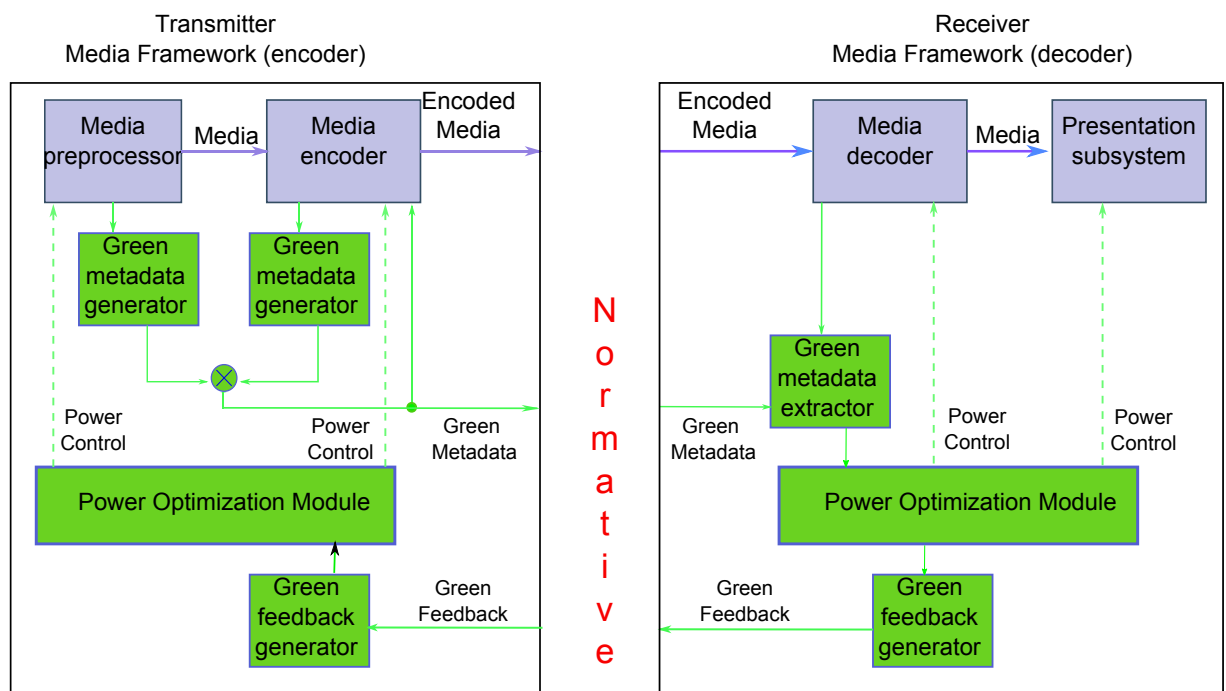 Transmitter
Media Framework (encoder)
Receiver
Media Framework (decoder)
Media
preprocessor
Media
Media
encoder
Encoded
Media
Green
metadata
generator
Green
metadata
generator
Power
Control
Power
Control
Green
Metadata
Power Optimization Module
Green
feedback
generator
Green
Feedback
N
o
r
m
a
t
i
v
e
Encoded
Media
Media
decoder
Media
Presentation
subsystem
Green
metadata
extractor
Green
Metadata
Power
Control
Power
Control
Power Optimization Module
Green
Feedback
Green
feedback
generator